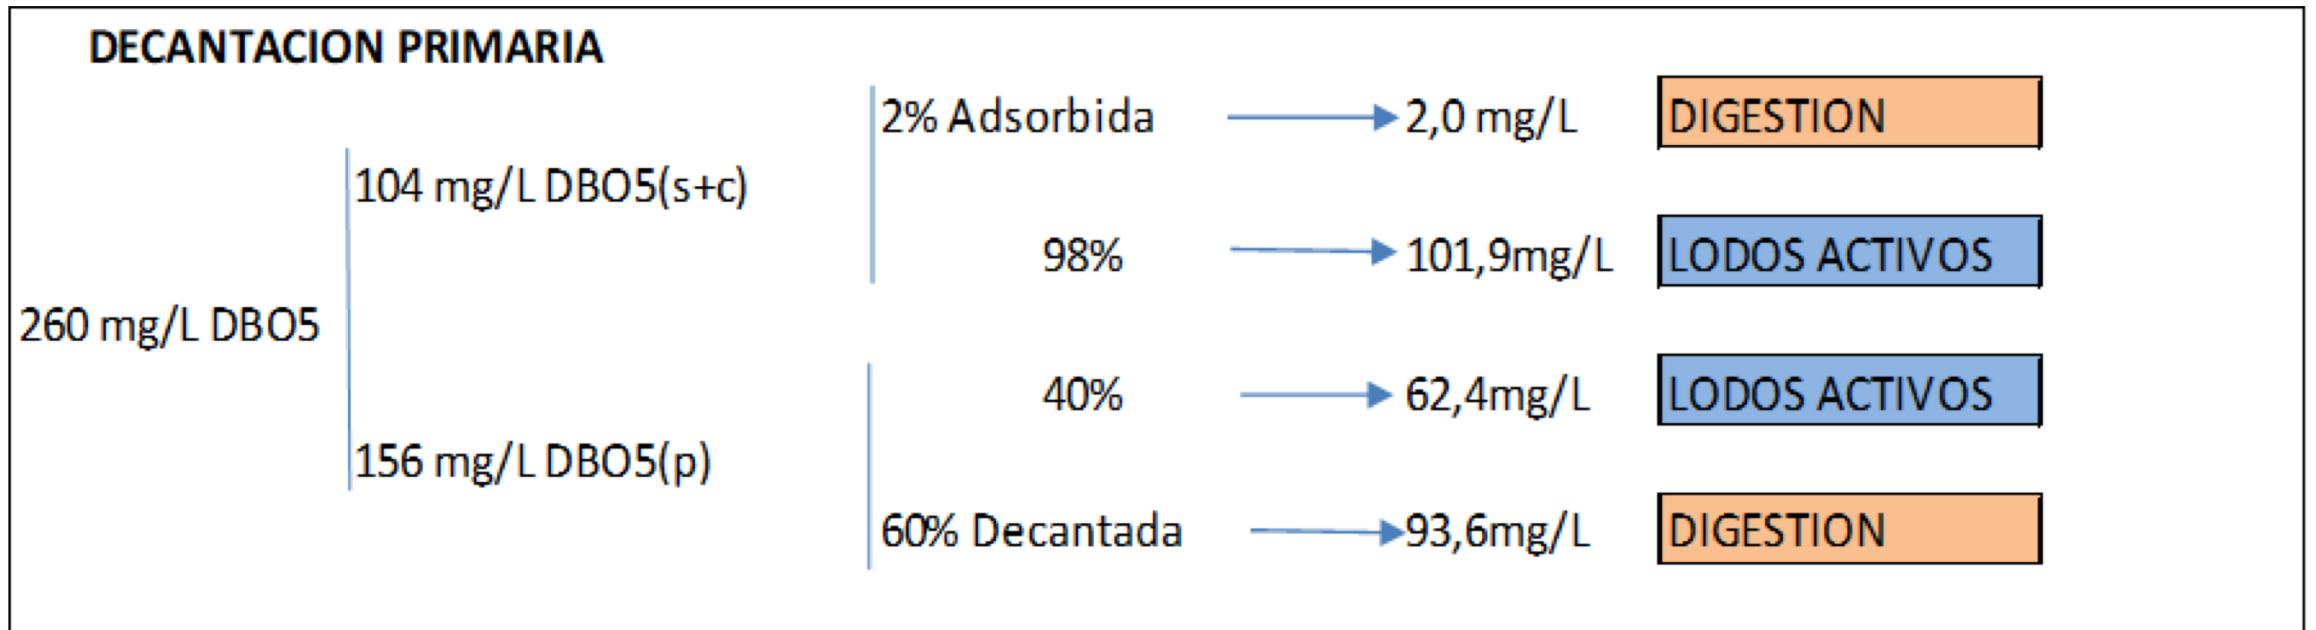 DECANTACION PRIMARIA
2% Adsorbida 2,0 mg/L DIGESTION
104 mg/L DBO5(s+c)
98% 101,9mg/L LODOS ACTIVOS
260 mg/L DBO5
40% 62,4mg/L LODOS ACTIVOS
156 mg/L DBO5(p)
60% Decantada 93,6mg/L DIGESTION